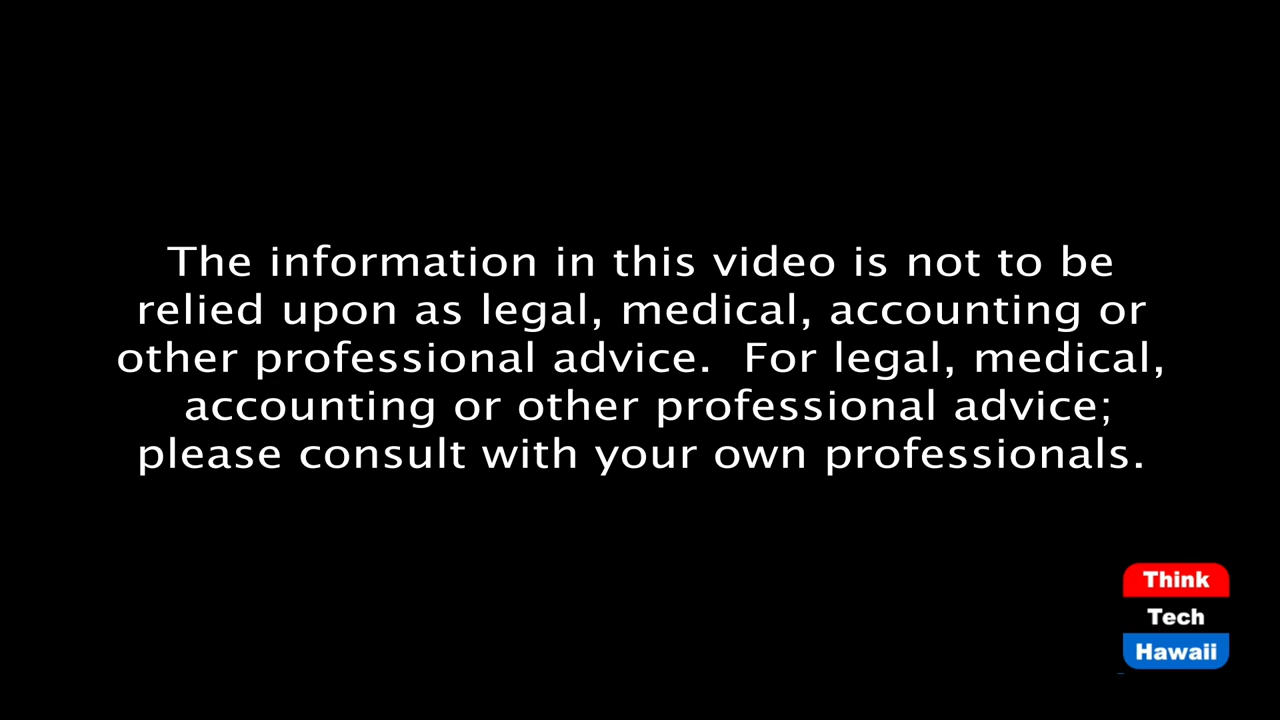 The information in this video is not to be
relied upon as legal, medical, accounting or
other professional advice.  For legal, medical,
accounting or other professional advice;
please consult with your own professionals.
Think
Tech
Hawaii